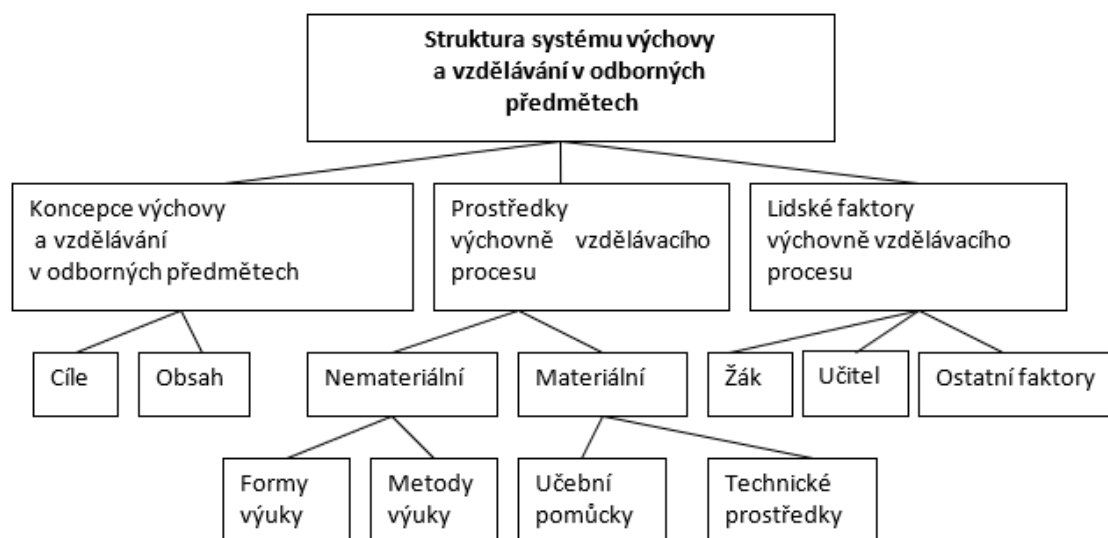 Struktura systému výchovy
a vzdělávání v odborných
předmětech
Koncepce výchovy
a vzdělávání
v odborných předmětech
Prostředky
výchovně vzdělávacího
procesu
Lidské faktory
výchovně vzdělávacího
procesu
Cíle
Obsah
Nemateriální
Materiální
Žák
Učitel
Ostatní faktory
Formy
výuky
Metody
výuky
Učební
pomůcky
Technické
prostředky